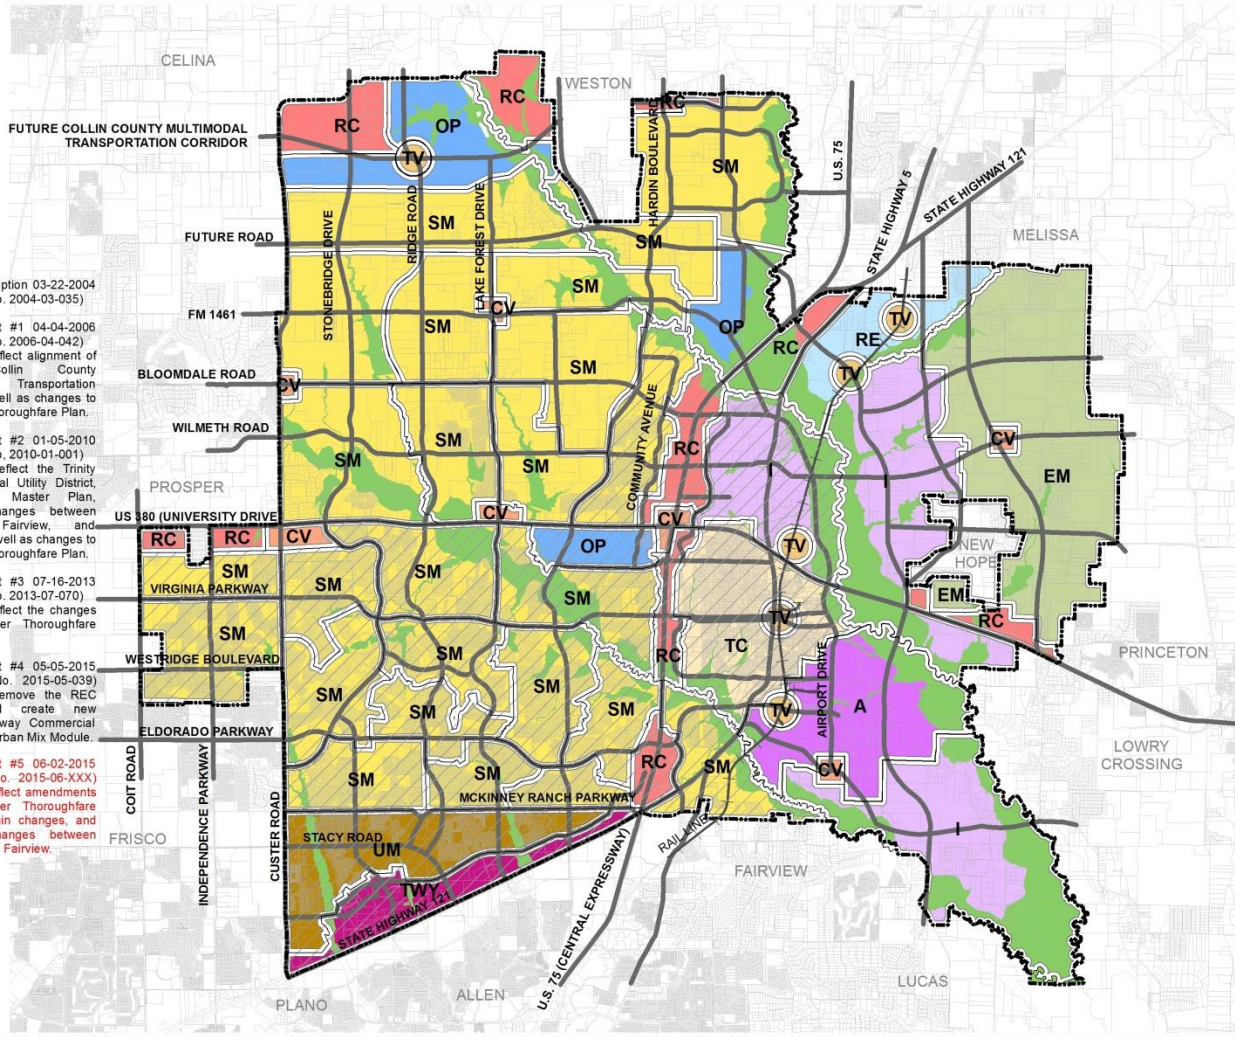 CELINA
WESTON
RC
RC
OP
RC
HARDIN BOULEVARD
FUTURE COLLIN COUNTY MULTIMODAL
TRANSPORTATION CORRIDOR
TV
SM
U.S. 75
STATE HIGHWAY 5
STATE HIGHWAY 121
STONEBRIDGE DRIVE
RIDGE ROAD
LAKE FOREST DRIVE
SM
SM
MELISSA
FUTURE ROAD
SM
ption 03-22-2004
o. 2004-03-035)
FM 1461
CV
SM
OP
RC
RE
TV
TV
t #1 04-04-2006
o. 2006-04-042)
flect alignment of
ollin County
Transportation
ell as changes to
oroughfare Plan.
BLOOMDALE ROAD
CV
SM
COMMUNITY AVENUE
WILMETH ROAD
SM
SM
SM
RC
I
I
CV
EM
t #2 01-05-2010
o, 2010-01-001)
eflect the Trinity
al Utility District,
Master Plan,
hanges between
Fairview, and
well as changes to
oroughfare Plan.
PROSPER
US 380 (UNIVERSITY DRIVE
RC
RC
CV
CV
CV
OP
TV
NEW
HOPE
t #3 07-16-2013
o. 2013-07-070)
flect the changes
er Thoroughfare
SM
VIRGINIA PARKWAY
SM
SM
SM
EM
RC
TV
SM
WESTRIDGE BOULEVARD
SM
RC
TC
PRINCETON
t #4 05-05-2015
No. 2015-05-039)
emove the REC
d create new
way Commercial
rban Mix Module.
SM
SM
SM
SM
TV
AIRPORT DRIVE
A
ELDORADO PARKWAY
COIT ROAD
INDEPENDENCE PARKWAY
CUSTER ROAD
SM
SM
RC
SM
CV
LOWRY
CROSSING
t #5 06-02-2015
o. 2015-06-XXX)
flect amendments
er Thoroughfare
in changes, and
anges between
Fairview.
MCKINNEY RANCH PARKWAY
FRISCO
STACY ROAD
UM
RAIL LINE
I
FAIRVIEW
TWY
STATE HIGHWAY 121
U.S. 75 (CENTRAL EXPRESSWAY)
PLANO
ALLEN
LUCAS